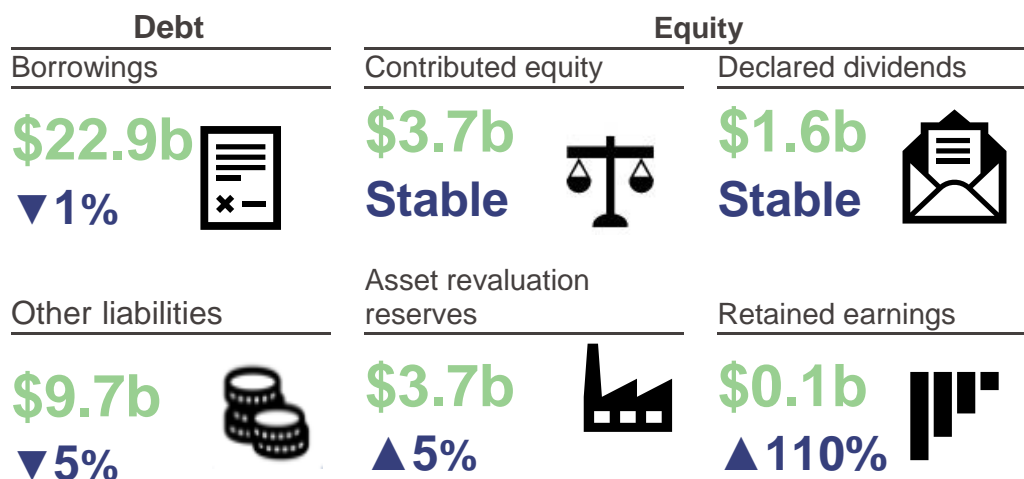 Debt
Equity
Borrowings
Contributed equity
Declared dividends
$22.9b
▼1%
$3.7b
Stable
$1.6b
Stable
Other liabilities
Asset revaluation
reserves
Retained earnings
$9.7b
▼5%
$3.7b
▲5%
$0.1b
▲110%